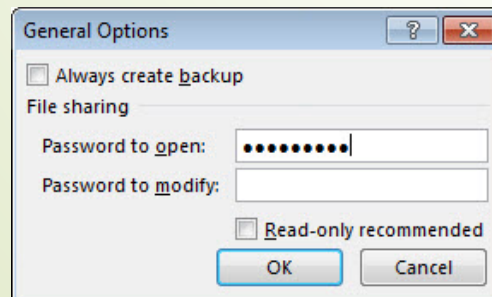 General Options
?
Always create backup
File sharing
Password to open: •••••••••
Password to modify:
Read-only recommended
OK Cancel